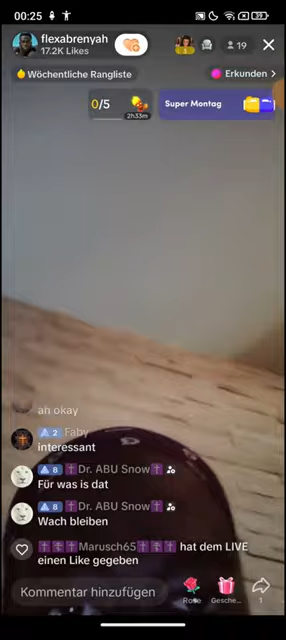 00:25
39
flexabrenyah
17.2K Likes
19
Wöchentliche Rangliste
Erkunden
0/5
2h33m
Super Montag
ah okay
2 Faby
interessant
8 ✝️Dr. ABU Snow✝️
Für was is dat
8 ✝️Dr. ABU Snow✝️
Wach bleiben
✝️✝️✝️Marusch65✝️✝️✝️ hat dem LIVE
einen Like gegeben
Kommentar hinzufügen
Rose
Gesche...
1